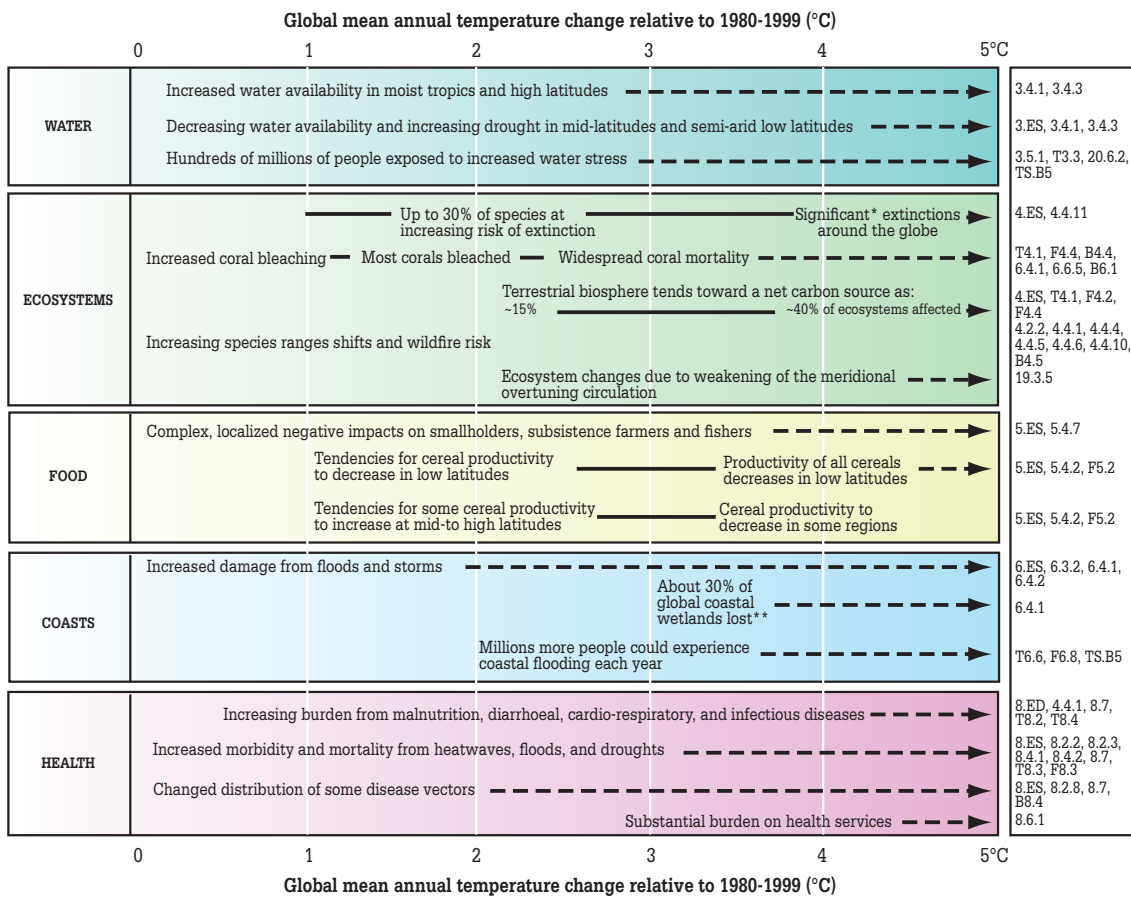 Global mean annual temperature change relative to 1980-1999 (°C)
0 1 2 3 4 5°C
WATER
Increased water availability in moist tropics and high latitudes
3.4.1, 3.4.3
Decreasing water availability and increasing drought in mid-latitudes and semi-arid low latitudes
3.ES, 3.4.1, 3.4.3
Hundreds of millions of people exposed to increased water stress
3.5.1, T3.3, 20.6.2,
TS.B5
ECOSYSTEMS
Up to 30% of species at
increasing risk of extinction
Significant* extinctions
around the globe
4.ES, 4.4.11
Increased coral bleaching
Most corals bleached
Widespread coral mortality
T4.1, F4.4, B4.4,
6.4.1, 6.6.5, B6.1
Terrestrial biosphere tends toward a net carbon source as:
~15%
~40% of ecosystems affected
4.ES, T4.1, F4.2,
F4.4
Increasing species ranges shifts and wildfire risk
4.2.2, 4.4.1, 4.4.4,
4.4.5, 4.4.6, 4.4.10,
B4.5
Ecosystem changes due to weakening of the meridional
overtuning circulation
19.3.5
FOOD
Complex, localized negative impacts on smallholders, subsistence farmers and fishers
5.ES, 5.4.7
Tendencies for cereal productivity
to decrease in low latitudes
Productivity of all cereals
decreases in low latitudes
5.ES, 5.4.2, F5.2
Tendencies for some cereal productivity
to increase at mid-to high latitudes
Cereal productivity to
decrease in some regions
5.ES, 5.4.2, F5.2
COASTS
Increased damage from floods and storms
6.ES, 6.3.2, 6.4.1,
6.4.2
About 30% of
global coastal
wetlands lost**
6.4.1
Millions more people could experience
coastal flooding each year
T6.6, F6.8, TS.B5
HEALTH
Increasing burden from malnutrition, diarrhoeal, cardio-respiratory, and infectious diseases
8.ED, 4.4.1, 8.7,
T8.2, T8.4
Increased morbidity and mortality from heatwaves, floods, and droughts
8.ES, 8.2.2, 8.2.3,
8.4.1, 8.4.2, 8.7,
T8.3, F8.3
Changed distribution of some disease vectors
8.ES, 8.2.8, 8.7,
B8.4
Substantial burden on health services
8.6.1
0 1 2 3 4 5°C
Global mean annual temperature change relative to 1980-1999 (°C)